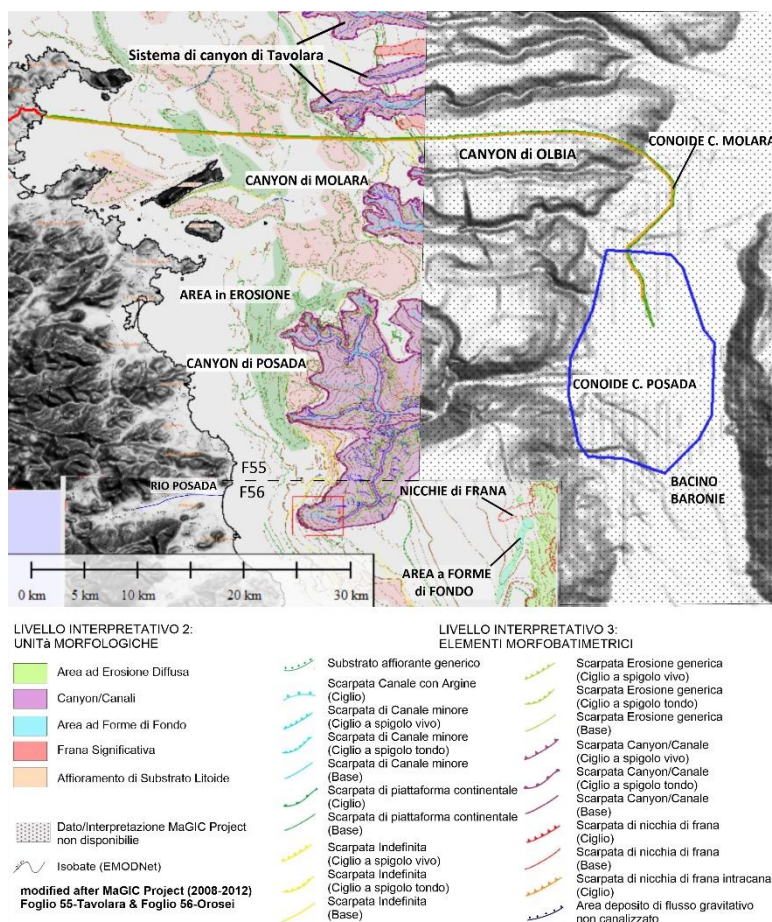 Sistema di canyon di Tavolara
CONOIDE C. MOLARA
CANYON di OLBIA
CANYON di MOLARA
AREA in EROSIONE
CANYON di POSADA
CONOIDE C. POSADA
F55
F56
RIO POSADA
NICCHIE di FRANA
BACINO
BARONIE
AREA a FORME
di FONDO
0 km
5 km
10 km
20 km
30 km
LIVELLO INTERPRETATIVO 2:
UNITà MORFOLOGICHE
Area ad Erosione Diffusa
Canyon/Canali
Area ad Forme di Fondo
Frana Significativa
Affioramento di Substrato Litoide
Dato/Interpretazione MaGIC Project
non disponibilie
Isobate (EMODNet)
modified after MaGIC Project (2008-2012)
Foglio 55-Tavolara & Foglio 56-Orosei
LIVELLO INTERPRETATIVO 3:
ELEMENTI MORFOBATIMETRICI
Substrato affiorante generico
Scarpata Canale con Argine
(Ciglio)
Scarpata di Canale minore
(Ciglio a spigolo vivo)
Scarpata di Canale minore
(Ciglio a spigolo tondo)
Scarpata di Canale minore
(Base)
Scarpata di piattaforma continentale
(Ciglio)
Scarpata di piattaforma continentale
(Base)
Scarpata Indefinita
(Ciglio a spigolo vivo)
Scarpata Indefinita
(Ciglio a spigolo tondo)
Scarpata Indefinita
(Base)
Scarpata Erosione generica
(Ciglio a spigolo vivo)
Scarpata Erosione generica
(Ciglio a spigolo tondo)
Scarpata Erosione generica
(Base)
Scarpata Canyon/Canale
(Ciglio a spigolo vivo)
Scarpata Canyon/Canale
(Ciglio a spigolo tondo)
Scarpata Canyon/Canale
(Base)
Scarpata di nicchia di frana
(Ciglio)
Scarpata di nicchia di frana
(Base)
Scarpata di nicchia di frana intracana
(Ciglio)
Area deposito di flusso gravitativo
non canalizzato